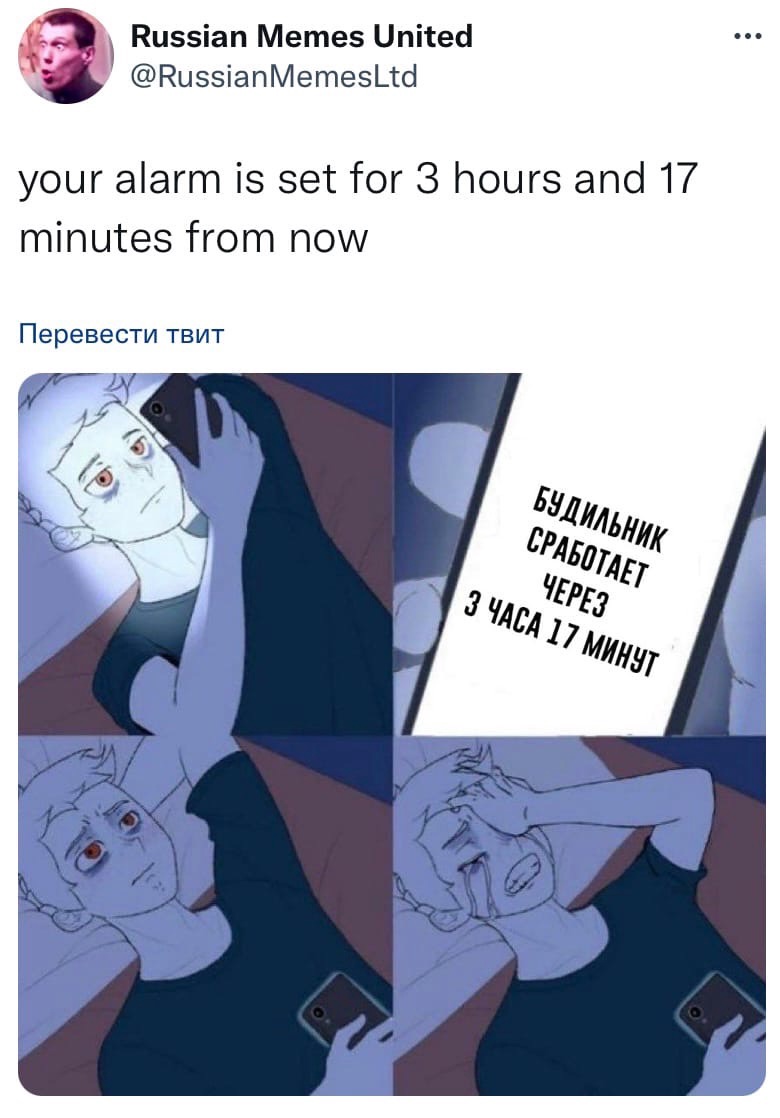 Russian Memes United
@RussianMemesLtd
your alarm is set for 3 hours and 17
minutes from now
Перевести твит
БУДИЛЬНИК
СРАБОТАЕТ
ЧЕРЕЗ
3 ЧАСА 17 МИНУТ